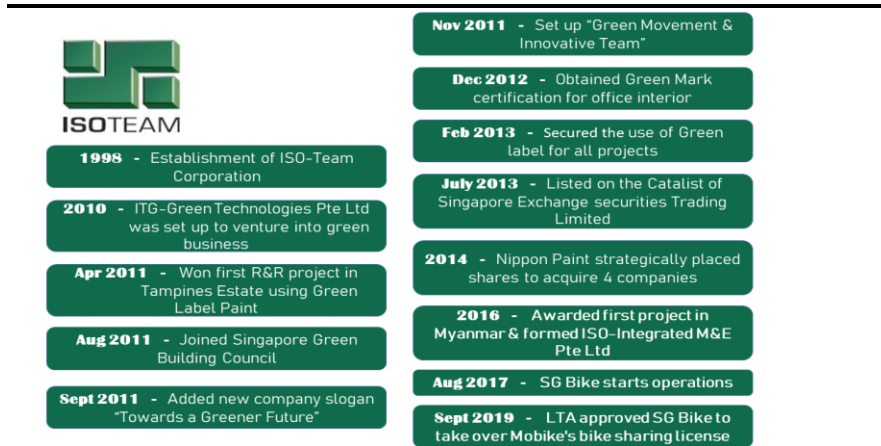 ISOTEAM
1998 - Establishment of ISO-Team
Corporation
2010 - ITG-Green Technologies Pte Ltd
was set up to venture into green
business
Apr 2011 - Won first R&R project in
Tampines Estate using Green
Label Paint
Aug 2011 - Joined Singapore Green
Building Council
Sept 2011 - Added new company slogan
“Towards a Greener Future”
Nov 2011 - Set up “Green Movement &
Innovative Team”
Dec 2012 - Obtained Green Mark
certification for office interior
Feb 2013 - Secured the use of Green
label for all projects
July 2013 - Listed on the Catalist of
Singapore Exchange securities Trading
Limited
2014 - Nippon Paint strategically placed
shares to acquire 4 companies
2016 - Awarded first project in
Myanmar & formed ISO-Integrated M&E
Pte Ltd
Aug 2017 - SG Bike starts operations
Sept 2019 - LTA approved SG Bike to
take over Mobike's bike sharing license